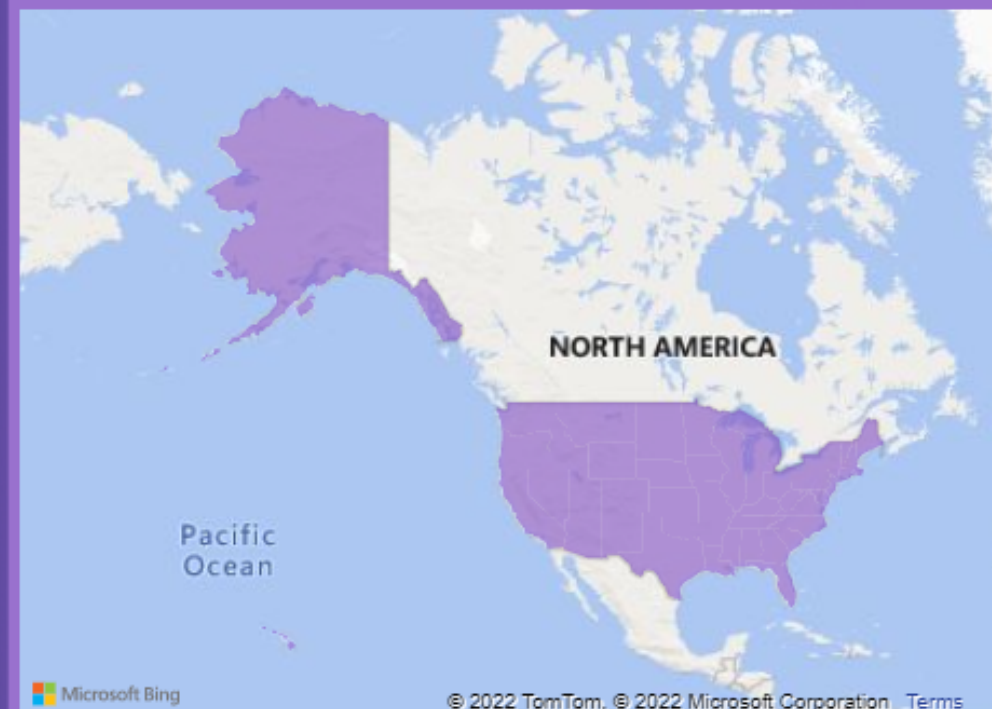 NORTH AMERICA
Pacific
Ocean
Microsoft Bing
© 2022 TomTom, © 2022 Microsoft Corporation Terms